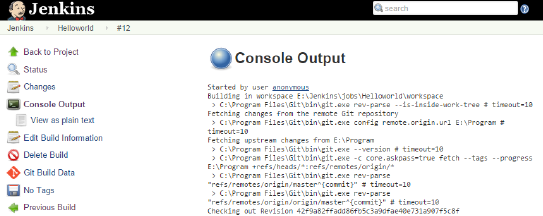 Jenkins
search
Jenkins Helloworld #12
Back to Project
Status
Changes
Console Output
View as plain text
Edit Build Information
Delete Build
Git Build Data
No Tags
Previous Build
Console Output
Started by user anonymous
Building in workspace E:\Jenkins\jobs\Helloworld\workspace
> C:\Program Files\Git\bin\git.exe rev-parse --is-inside-work-tree # timeout=10
Fetching changes from the remote Git repository
> C:\Program Files\Git\bin\git.exe config remote.origin.url E:\Program #
timeout=10
Fetching upstream changes from E:\Program
> C:\Program Files\Git\bin\git.exe --version # timeout=10
> C:\Program Files\Git\bin\git.exe -c core.askpass=true fetch --tags --progress
E:\Program +refs/heads/*:refs/remotes/origin/*
> C:\Program Files\Git\bin\git.exe rev-parse
"refs/remotes/origin/master^{commit}" # timeout=10
> C:\Program Files\Git\bin\git.exe rev-parse
"refs/remotes/origin/origin/master^{commit}" # timeout=10
Checking out Revision 42f9a82ffadd86fb5c3a9dfae40e731a907f5c8f